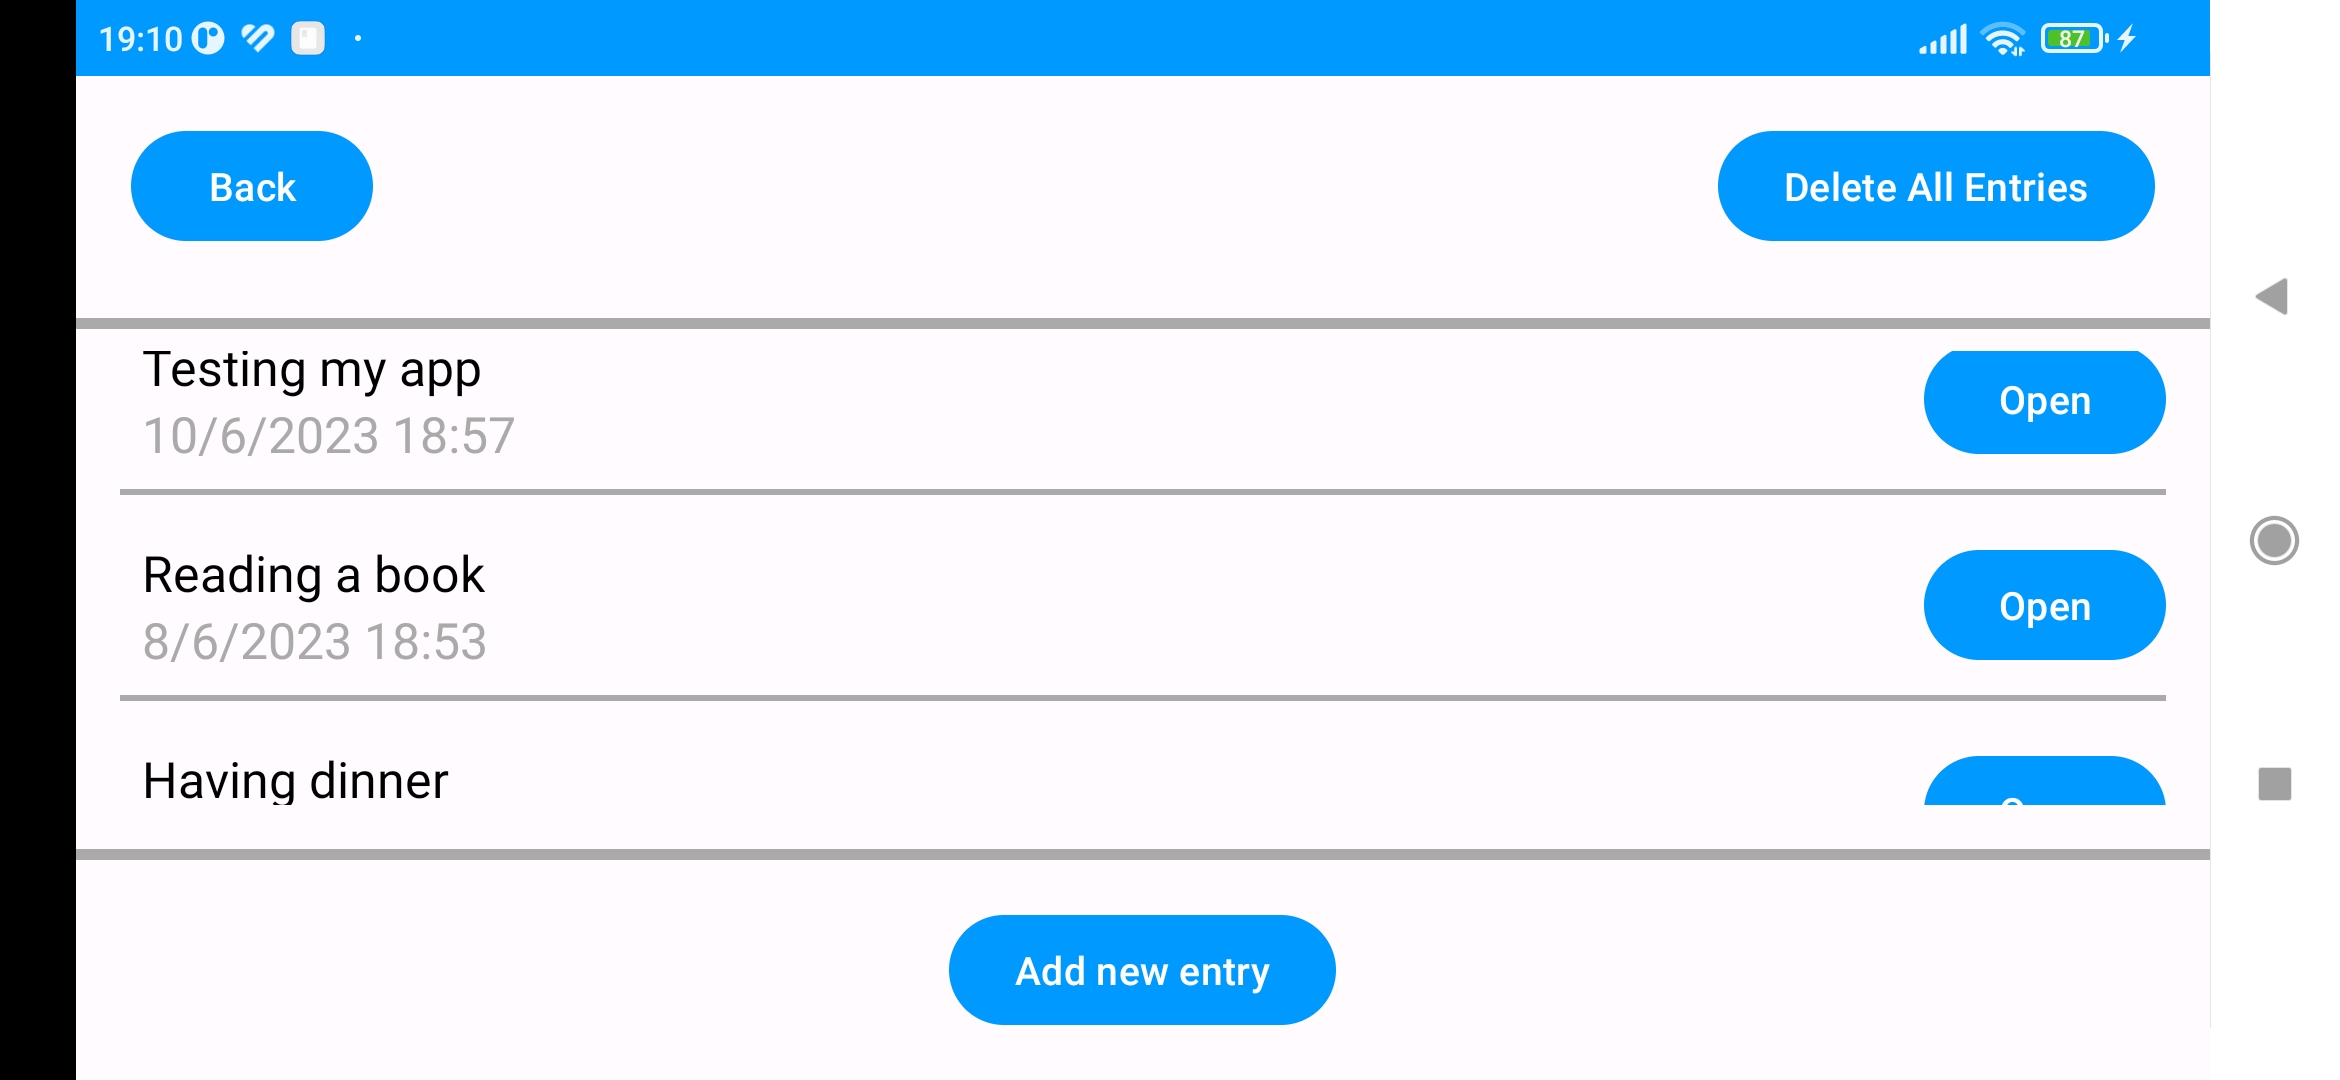 19:10
87
Back
Delete All Entries
Testing my app
Open
10/6/2023 18:57
Reading a book
Open
8/6/2023 18:53
Having dinner
Add new entry